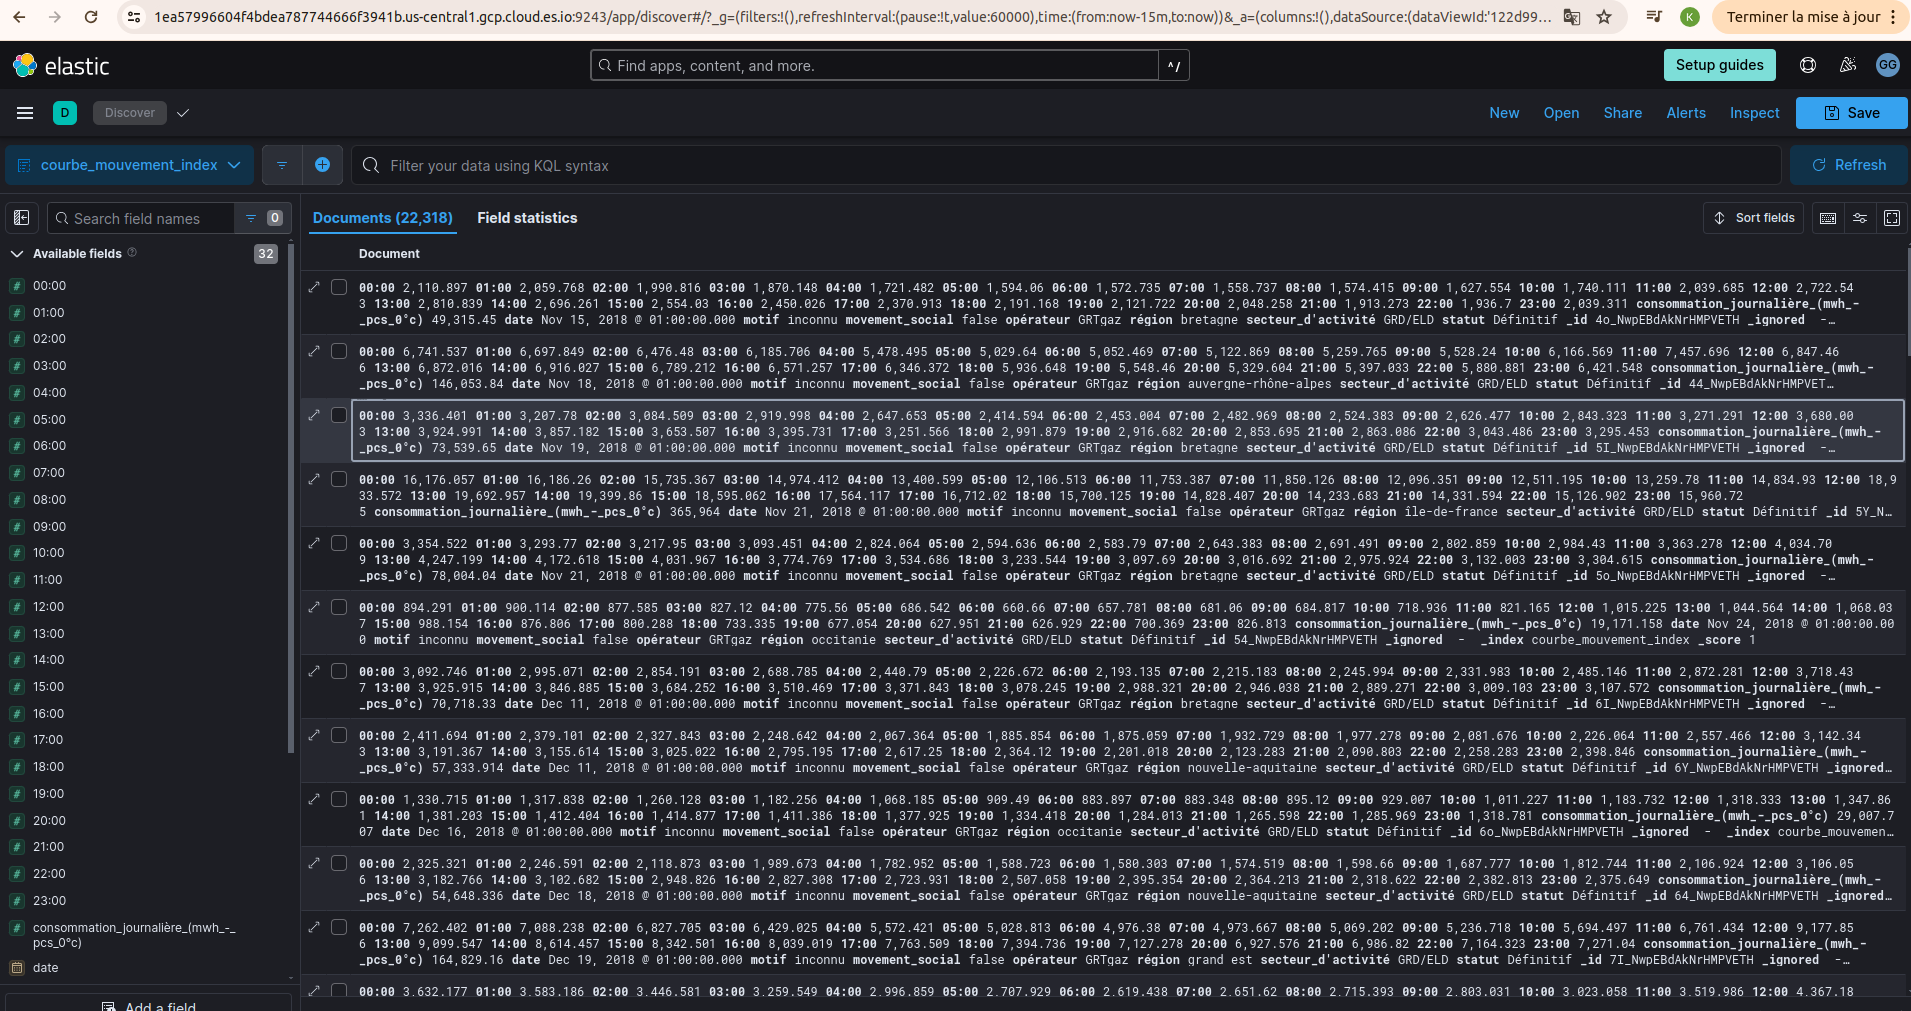 1ea57996604f4bdea787744666f3941b.us-central1.gcp.cloud.es.io:9243/app/discover#/?_g=(filters:!(),refreshInterval:(pause:!t,value:60000),time:(from:now-15m,to:now))&_a=(columns:!(),dataSource:(dataViewId:'122d99...
K
Terminer la mise à jour
elastic
Find apps, content, and more.
^/
Setup guides
GG
D
Discover
New
Open
Share
Alerts
Inspect
Save
courbe_mouvement_index
Filter your data using KQL syntax
Refresh
Search field names
0
Documents (22,318)
Field statistics
Sort fields
Available fields
32
00:00
01:00
02:00
03:00
04:00
05:00
06:00
07:00
08:00
09:00
10:00
11:00
12:00
13:00
14:00
15:00
16:00
17:00
18:00
19:00
20:00
21:00
22:00
23:00
consommation_journalière_(mwh_-_
pcs_0°c)
date
Add a field
Document
00:00 2,110.897 01:00 2,059.768 02:00 1,990.816 03:00 1,870.148 04:00 1,721.482 05:00 1,594.06 06:00 1,572.735 07:00 1,558.737 08:00 1,574.415 09:00 1,627.554 10:00 1,740.111 11:00 2,039.685 12:00 2,722.54
3 13:00 2,810.839 14:00 2,696.261 15:00 2,554.03 16:00 2,450.026 17:00 2,370.913 18:00 2,191.168 19:00 2,121.722 20:00 2,048.258 21:00 1,913.273 22:00 1,936.7 23:00 2,039.311 consommation_journalière_(mwh_-
_pcs_0°c) 49,315.45 date Nov 15, 2018 @ 01:00:00.000 motif inconnu movement_social false opérateur GRTgaz région bretagne secteur_d'activité GRD/ELD statut Définitif _id 4o_NwpEBdAkNrHMPVETH _ignored -…
00:00 6,741.537 01:00 6,697.849 02:00 6,476.48 03:00 6,185.706 04:00 5,478.495 05:00 5,029.64 06:00 5,052.469 07:00 5,122.869 08:00 5,259.765 09:00 5,528.24 10:00 6,166.569 11:00 7,457.696 12:00 6,847.46
6 13:00 6,872.016 14:00 6,916.027 15:00 6,789.212 16:00 6,571.257 17:00 6,346.372 18:00 5,936.648 19:00 5,548.46 20:00 5,329.604 21:00 5,397.033 22:00 5,880.881 23:00 6,421.548 consommation_journalière_(mwh_-
_pcs_0°c) 146,053.84 date Nov 18, 2018 @ 01:00:00.000 motif inconnu movement_social false opérateur GRTgaz région auvergne-rhône-alpes secteur_d'activité GRD/ELD statut Définitif _id 44_NwpEBdAkNrHMPVET…
00:00 3,336.401 01:00 3,207.78 02:00 3,084.509 03:00 2,919.998 04:00 2,647.653 05:00 2,414.594 06:00 2,453.004 07:00 2,482.969 08:00 2,524.383 09:00 2,626.477 10:00 2,843.323 11:00 3,271.291 12:00 3,680.00
3 13:00 3,924.991 14:00 3,857.182 15:00 3,653.507 16:00 3,395.731 17:00 3,251.566 18:00 2,991.879 19:00 2,916.682 20:00 2,853.695 21:00 2,863.086 22:00 3,043.486 23:00 3,295.453 consommation_journalière_(mwh_-
_pcs_0°c) 73,539.65 date Nov 19, 2018 @ 01:00:00.000 motif inconnu movement_social false opérateur GRTgaz région bretagne secteur_d'activité GRD/ELD statut Définitif _id 5I_NwpEBdAkNrHMPVETH _ignored -…
00:00 16,176.057 01:00 16,186.26 02:00 15,735.367 03:00 14,974.412 04:00 13,400.599 05:00 12,106.513 06:00 11,753.387 07:00 11,850.126 08:00 12,096.351 09:00 12,511.195 10:00 13,259.78 11:00 14,834.93 12:00 18,9
33.572 13:00 19,692.957 14:00 19,399.86 15:00 18,595.062 16:00 17,564.117 17:00 16,712.02 18:00 15,700.125 19:00 14,828.407 20:00 14,233.683 21:00 14,331.594 22:00 15,126.902 23:00 15,960.72
5 consommation_journalière_(mwh_-_pcs_0°c) 365,964 date Nov 21, 2018 @ 01:00:00.000 motif inconnu movement_social false opérateur GRTgaz région île-de-france secteur_d'activité GRD/ELD statut Définitif _id 5Y_N…
00:00 3,354.522 01:00 3,293.77 02:00 3,217.95 03:00 3,093.451 04:00 2,824.064 05:00 2,594.636 06:00 2,583.79 07:00 2,643.383 08:00 2,691.491 09:00 2,802.859 10:00 2,984.43 11:00 3,363.278 12:00 4,034.70
9 13:00 4,247.199 14:00 4,172.618 15:00 4,031.967 16:00 3,774.769 17:00 3,534.686 18:00 3,233.544 19:00 3,097.69 20:00 3,016.692 21:00 2,975.924 22:00 3,132.003 23:00 3,304.615 consommation_journalière_(mwh_-
_pcs_0°c) 78,004.04 date Nov 21, 2018 @ 01:00:00.000 motif inconnu movement_social false opérateur GRTgaz région bretagne secteur_d'activité GRD/ELD statut Définitif _id 5o_NwpEBdAkNrHMPVETH _ignored -…
00:00 894.291 01:00 900.114 02:00 877.585 03:00 827.12 04:00 775.56 05:00 686.542 06:00 660.66 07:00 657.781 08:00 681.06 09:00 684.817 10:00 718.936 11:00 821.165 12:00 1,015.225 13:00 1,044.564 14:00 1,068.03
7 15:00 988.154 16:00 876.806 17:00 800.288 18:00 733.335 19:00 677.054 20:00 627.951 21:00 626.929 22:00 700.369 23:00 826.813 consommation_journalière_(mwh_-_pcs_0°c) 19,171.158 date Nov 24, 2018 @ 01:00:00.00
0 motif inconnu movement_social false opérateur GRTgaz région occitanie secteur_d'activité GRD/ELD statut Définitif _id 54_NwpEBdAkNrHMPVETH _ignored - _index courbe_mouvement_index _score 1
00:00 3,092.746 01:00 2,995.071 02:00 2,854.191 03:00 2,688.785 04:00 2,440.79 05:00 2,226.672 06:00 2,193.135 07:00 2,215.183 08:00 2,245.994 09:00 2,331.983 10:00 2,485.146 11:00 2,872.281 12:00 3,718.43
7 13:00 3,925.915 14:00 3,846.885 15:00 3,684.252 16:00 3,510.469 17:00 3,371.843 18:00 3,078.245 19:00 2,988.321 20:00 2,946.038 21:00 2,889.271 22:00 3,009.103 23:00 3,107.572 consommation_journalière_(mwh_-
_pcs_0°c) 70,718.33 date Dec 11, 2018 @ 01:00:00.000 motif inconnu movement_social false opérateur GRTgaz région bretagne secteur_d'activité GRD/ELD statut Définitif _id 6I_NwpEBdAkNrHMPVETH _ignored -…
00:00 2,411.694 01:00 2,379.101 02:00 2,327.843 03:00 2,248.642 04:00 2,067.364 05:00 1,885.854 06:00 1,875.059 07:00 1,932.729 08:00 1,977.278 09:00 2,081.676 10:00 2,226.064 11:00 2,557.466 12:00 3,142.34
3 13:00 3,191.367 14:00 3,155.614 15:00 3,025.022 16:00 2,795.195 17:00 2,617.25 18:00 2,364.12 19:00 2,201.018 20:00 2,123.283 21:00 2,090.803 22:00 2,258.283 23:00 2,398.846 consommation_journalière_(mwh_-
_pcs_0°c) 57,333.914 date Dec 11, 2018 @ 01:00:00.000 motif inconnu movement_social false opérateur GRTgaz région nouvelle-aquitaine secteur_d'activité GRD/ELD statut Définitif _id 6Y_NwpEBdAkNrHMPVETH _ignored…
00:00 1,330.715 01:00 1,317.838 02:00 1,260.128 03:00 1,182.256 04:00 1,068.185 05:00 909.49 06:00 883.897 07:00 883.348 08:00 895.12 09:00 929.007 10:00 1,011.227 11:00 1,183.732 12:00 1,318.333 13:00 1,347.86
1 14:00 1,381.203 15:00 1,412.404 16:00 1,414.877 17:00 1,411.386 18:00 1,377.925 19:00 1,334.418 20:00 1,284.013 21:00 1,265.598 22:00 1,285.969 23:00 1,318.781 consommation_journalière_(mwh_-_pcs_0°c) 29,007.7
07 date Dec 16, 2018 @ 01:00:00.000 motif inconnu movement_social false opérateur GRTgaz région occitanie secteur_d'activité GRD/ELD statut Définitif _id 6o_NwpEBdAkNrHMPVETH _ignored - _index courbe_mouvemen…
00:00 2,325.321 01:00 2,246.591 02:00 2,118.873 03:00 1,989.673 04:00 1,782.952 05:00 1,588.723 06:00 1,580.303 07:00 1,574.519 08:00 1,598.66 09:00 1,687.777 10:00 1,812.744 11:00 2,106.924 12:00 3,106.05
6 13:00 3,182.766 14:00 3,102.682 15:00 2,948.826 16:00 2,827.308 17:00 2,723.931 18:00 2,507.058 19:00 2,395.354 20:00 2,364.213 21:00 2,318.622 22:00 2,382.813 23:00 2,375.649 consommation_journalière_(mwh_-
_pcs_0°c) 54,648.336 date Dec 18, 2018 @ 01:00:00.000 motif inconnu movement_social false opérateur GRTgaz région nouvelle-aquitaine secteur_d'activité GRD/ELD statut Définitif _id 64_NwpEBdAkNrHMPVETH _ignored…
00:00 7,262.402 01:00 7,088.238 02:00 6,827.705 03:00 6,429.025 04:00 5,572.421 05:00 5,028.813 06:00 4,976.38 07:00 4,973.667 08:00 5,069.202 09:00 5,236.718 10:00 5,694.497 11:00 6,761.434 12:00 9,177.85
6 13:00 9,099.547 14:00 8,614.457 15:00 8,342.501 16:00 8,039.019 17:00 7,763.509 18:00 7,394.736 19:00 7,127.278 20:00 6,927.576 21:00 6,986.82 22:00 7,164.323 23:00 7,271.04 consommation_journalière_(mwh_-
_pcs_0°c) 164,829.16 date Dec 19, 2018 @ 01:00:00.000 motif inconnu movement_social false opérateur GRTgaz région grand est secteur_d'activité GRD/ELD statut Définitif _id 7I_NwpEBdAkNrHMPVETH _ignored -…
00:00 3,632.177 01:00 3,583.186 02:00 3,446.581 03:00 3,259.549 04:00 2,996.859 05:00 2,707.929 06:00 2,619.438 07:00 2,651.62 08:00 2,715.393 09:00 2,803.031 10:00 3,023.058 11:00 3,519.986 12:00 4,367.18